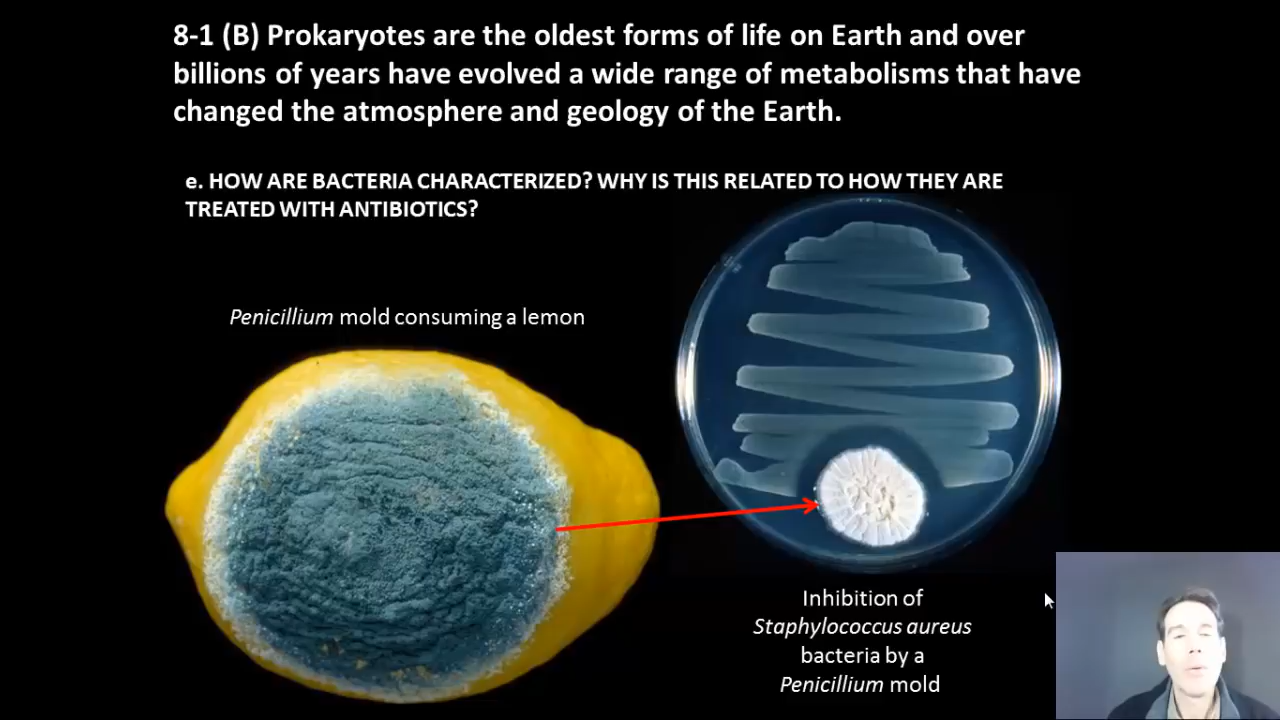 8-1 (B) Prokaryotes are the oldest forms of life on Earth and over
billions of years have evolved a wide range of metabolisms that have
changed the atmosphere and geology of the Earth.
e. HOW ARE BACTERIA CHARACTERIZED? WHY IS THIS RELATED TO HOW THEY ARE
TREATED WITH ANTIBIOTICS?
Penicillium mold consuming a lemon
Inhibition of
Staphylococcus aureus
bacteria by a
Penicillium mold